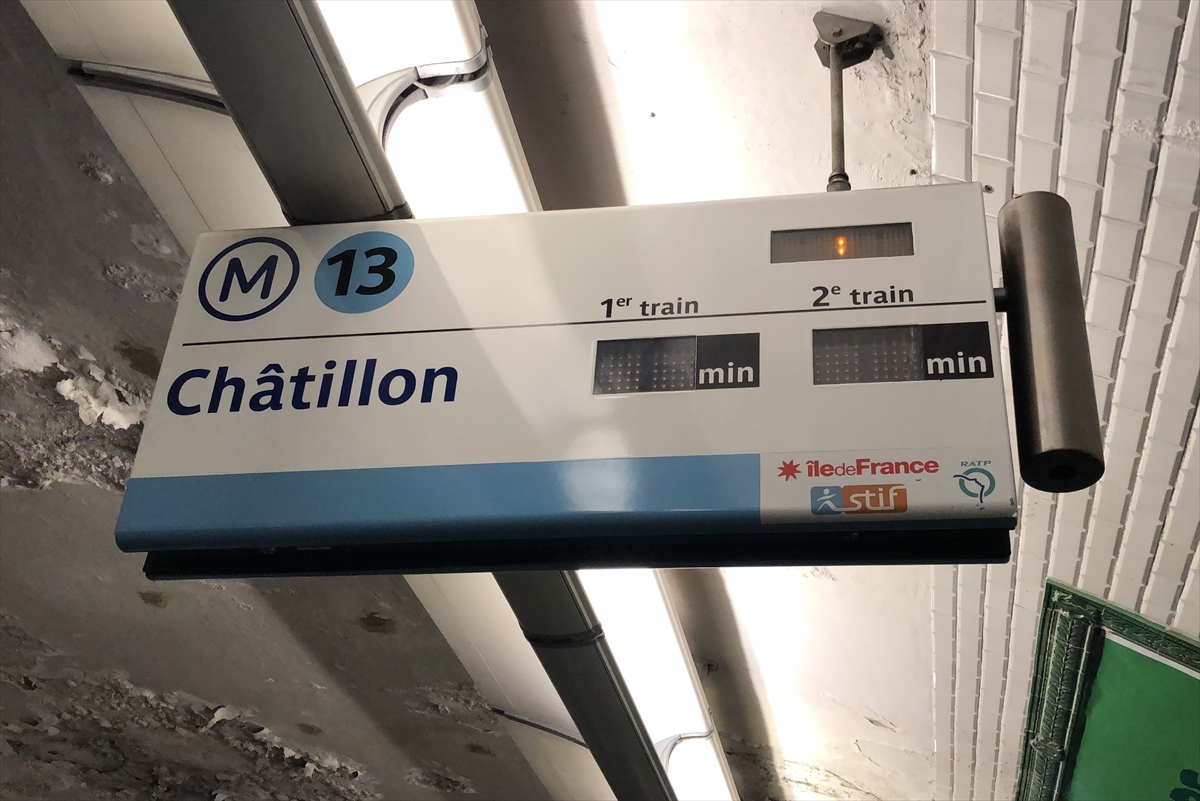 M 13
:
1er train 2e train
Châtillon min min
îledeFrance RATP
stif